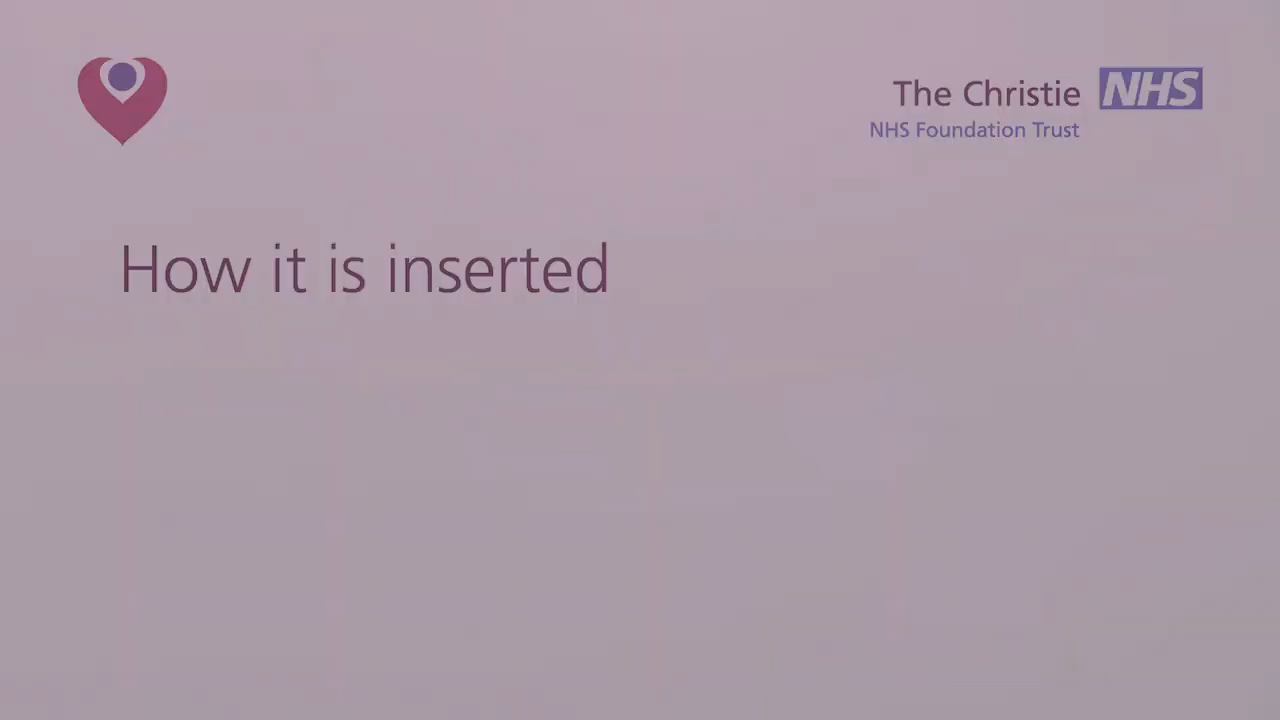 The Christie NHS
NHS Foundation Trust
How it is inserted